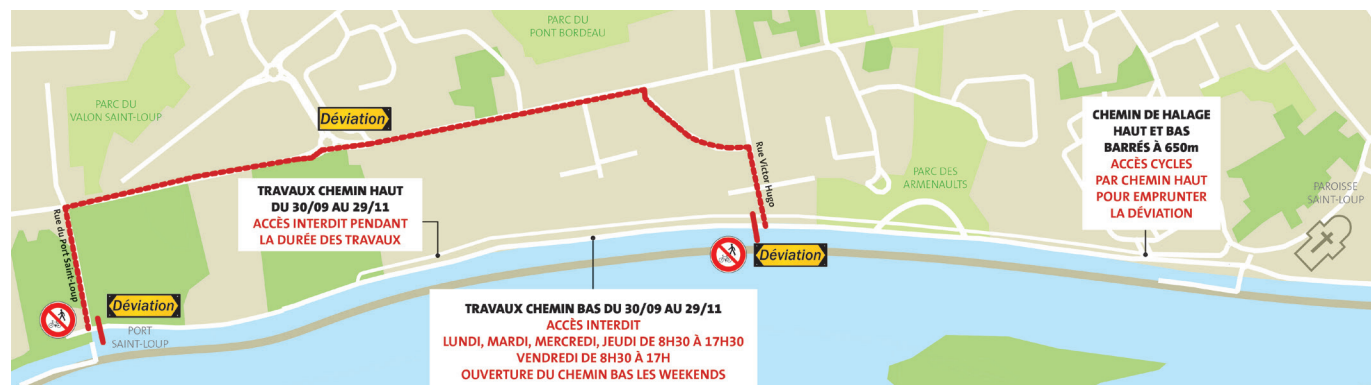 PARC DU
PONT BORDEAU
PARC DU
VALON SAINT-LOUP
Déviation
CHEMIN DE HALAGE
HAUT ET BAS
BARRÉS À 650m
ACCÈS CYCLES
PAR CHEMIN HAUT
POUR EMPRUNTER
LA DÉVIATION
Rue Victor Hugo
PARC DES
ARMENAULTS
PAROISSE
SAINT-LOUP
TRAVAUX CHEMIN HAUT
DU 30/09 AU 29/11
ACCÈS INTERDIT PENDANT
LA DURÉE DES TRAVAUX
Rue du Port Saint-Loup
Déviation
Déviation
PORT
SAINT-LOUP
TRAVAUX CHEMIN BAS DU 30/09 AU 29/11
ACCÈS INTERDIT
LUNDI, MARDI, MERCREDI, JEUDI DE 8H30 À 17H30
VENDREDI DE 8H30 À 17H
OUVERTURE DU CHEMIN BAS LES WEEKENDS